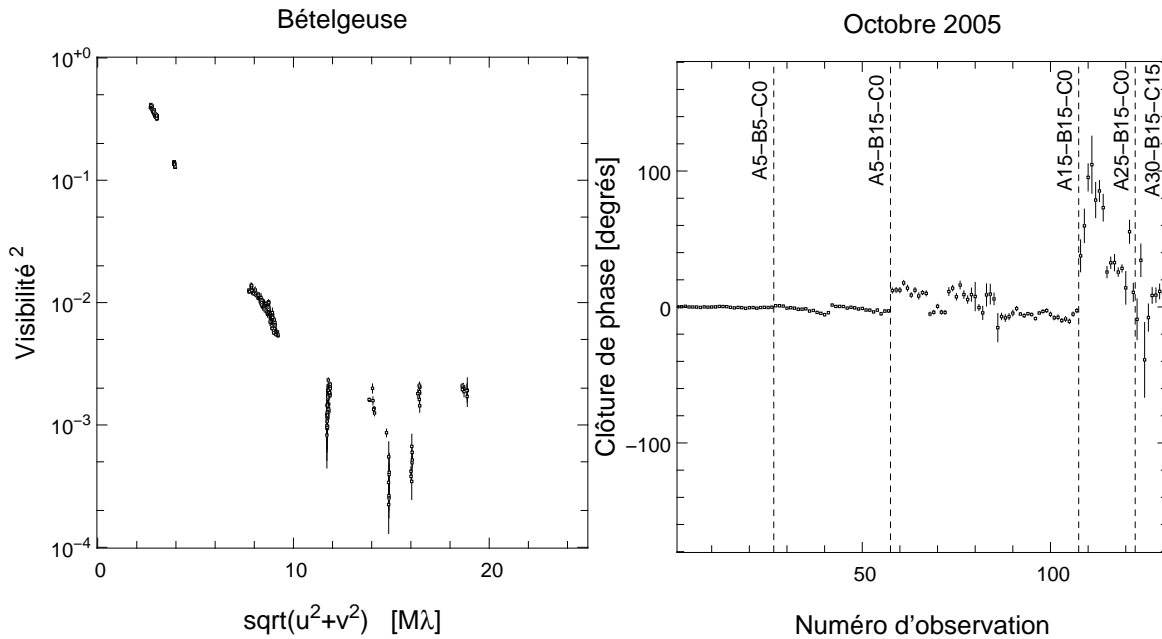 Bétélgeuse
10+0
10−1
10−2
10−3
10−4
Visibilité 2
0
10
20
sqrt(u2+v2) [Mλ]
Octobre 2005
100
0
−100
Clôture de phase [degrés]
A5−B5−C0
A5−B15−C0
A15−B15−C0
A25−B15−C0
A30−B15−C15
50
100
Numéro d'observation